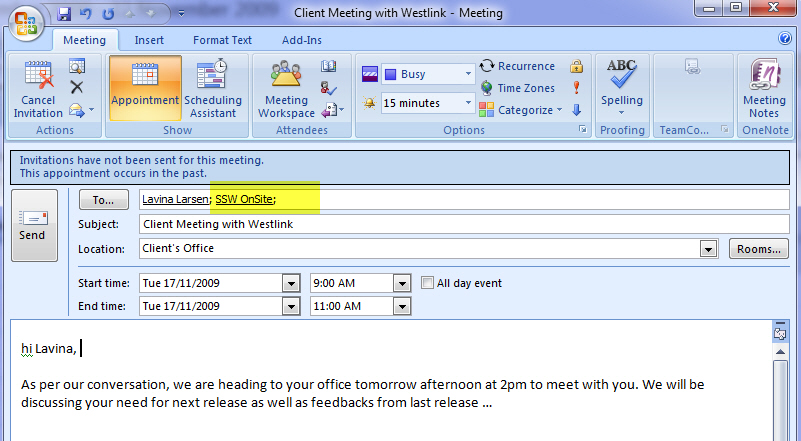 ember 2009
Client Meeting with Westlink - Meeting
Meeting Insert Format Text Add-Ins
Cancel Invitation
Appointment
Scheduling Assistant
Meeting Workspace
Busy
15 minutes
Recurrence
Time Zones
Categorize
ABC
Spelling
Meeting Notes
Actions Show Attendees Options Proofing TeamCo... OneNote
Invitations have not been sent for this meeting.
This appointment occurs in the past.
To... Lavina Larsen; SSW OnSite;
Send
Subject: Client Meeting with Westlink
Location: Client's Office Rooms...
Start time: Tue 17/11/2009 9:00 AM All day event
End time: Tue 17/11/2009 11:00 AM
hi Lavina,
As per our conversation, we are heading to your office tomorrow afternoon at 2pm to meet with you. We will be
discussing your need for next release as well as feedbacks from last release ...